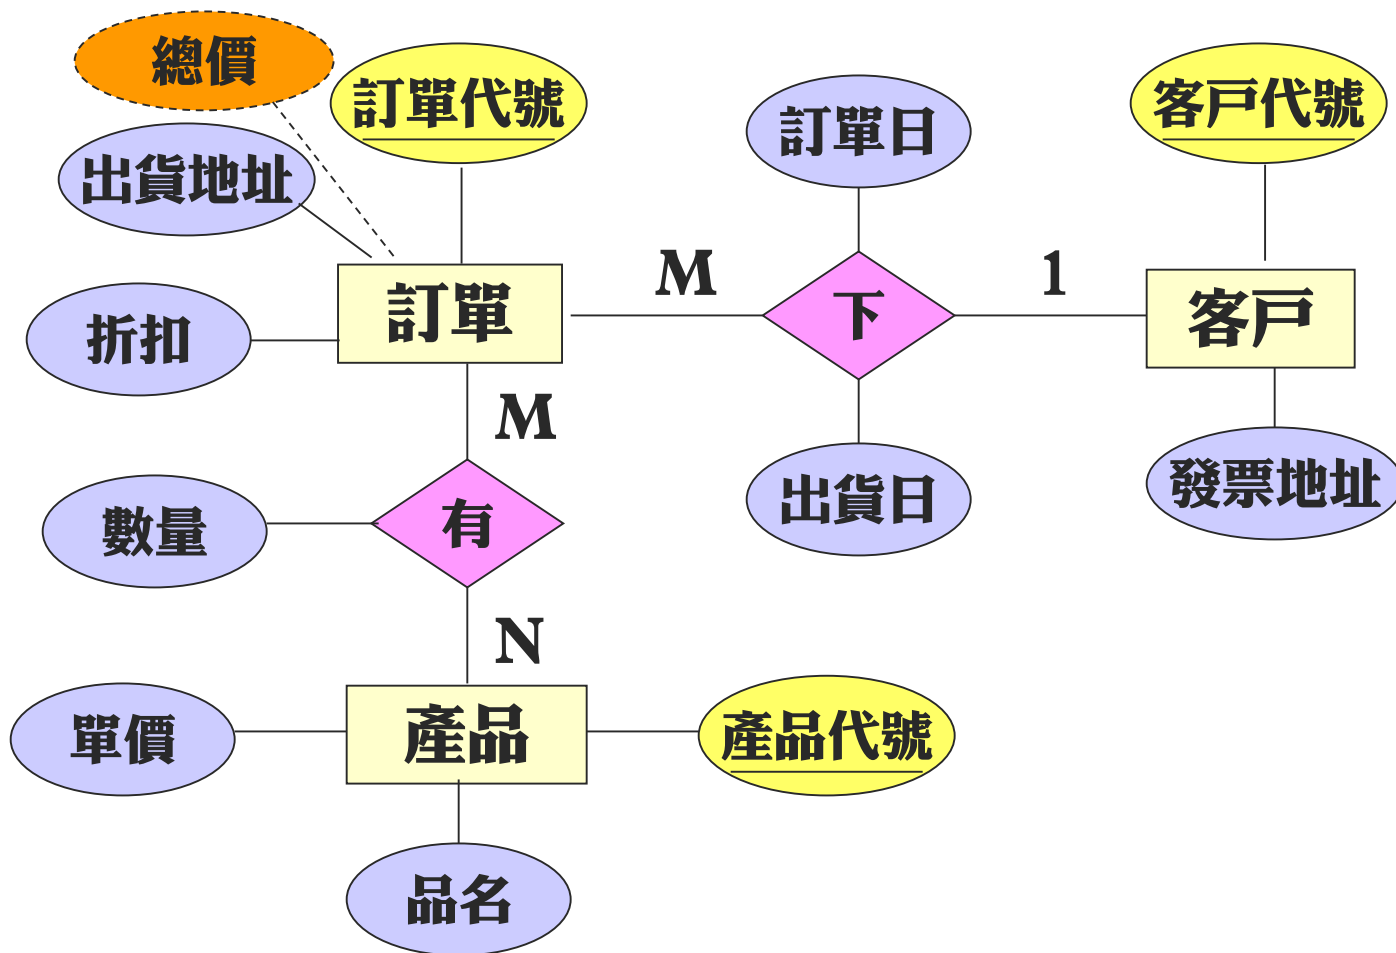 總價
訂單代號
客戶代號
訂單日
出貨地址
M
1
訂單
下
客戶
折扣
M
發票地址
出貨日
數量
有
N
單價
產品
產品代號
品名